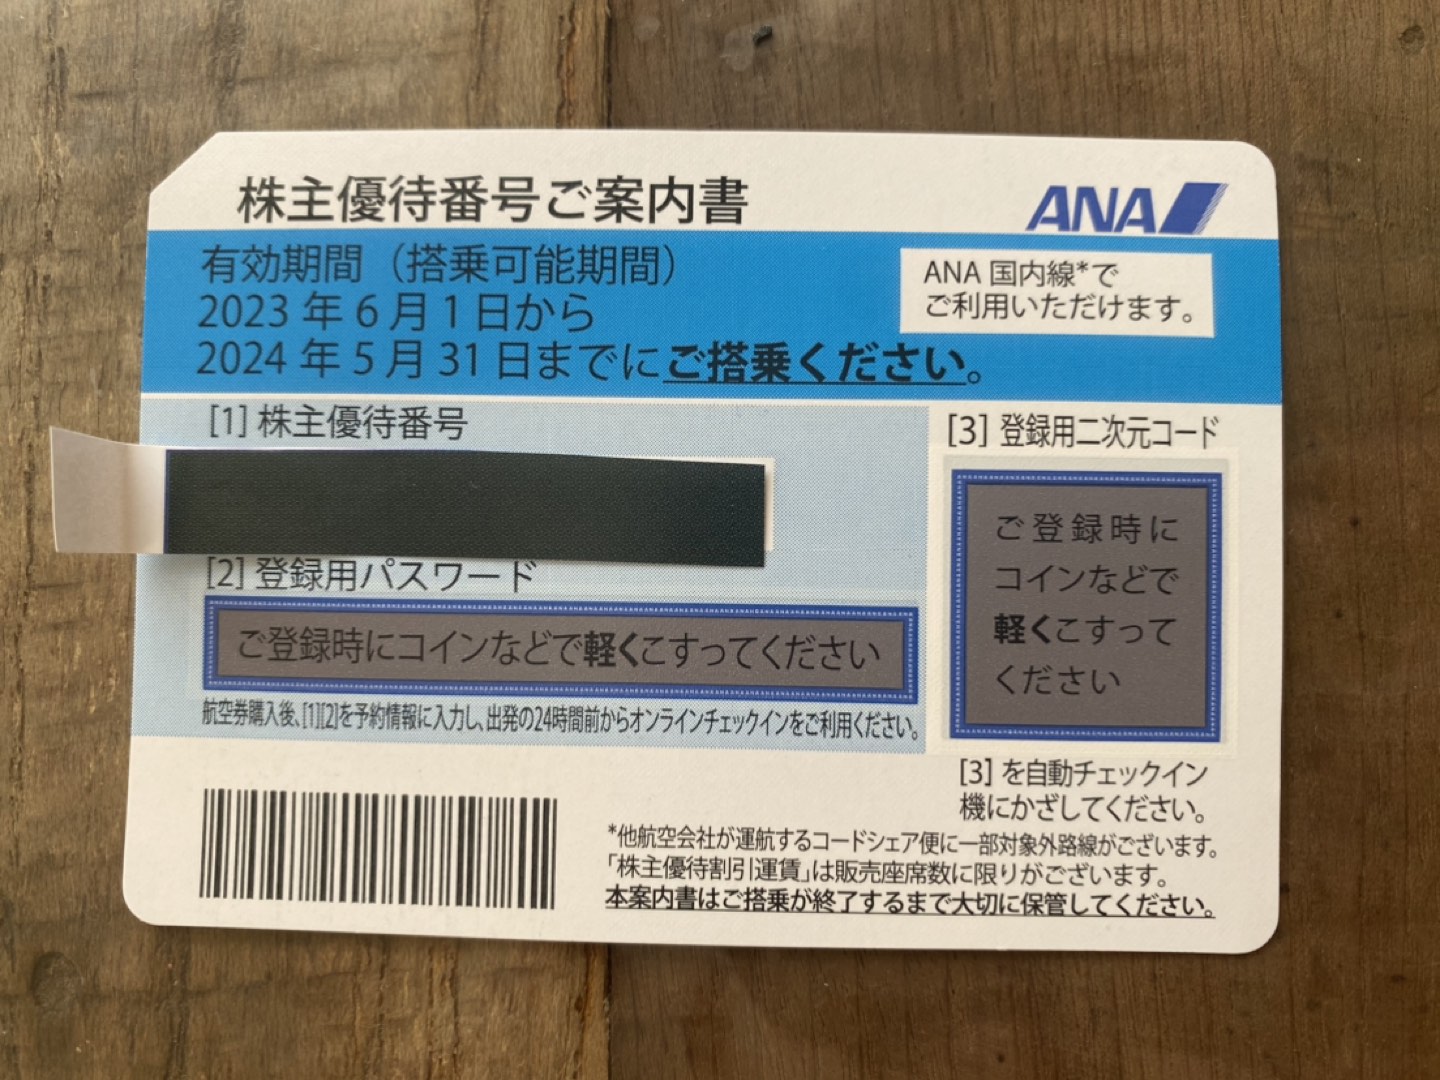 株主優待番号ご案内書
ANA
有効期間（搭乗可能期間）
2023 年 6 月 1 日から
2024 年 5 月 31 日までにご搭乗ください。
ANA 国内線*で
ご利用いただけます。
[1] 株主優待番号
[2] 登録用パスワード
ご登録時にコインなどで軽くこすってください
航空券購入後、[1][2]を予約情報に入力し、出発の24時間前からオンラインチェックインをご利用ください。
[3] 登録用二次元コード
ご登録時に
コインなどで
軽くこすって
ください
[3] を自動チェックイン
機にかざしてください。
*他航空会社が運航するコードシェア便に一部対象外路線がございます。
「株主優待割引運賃」は販売座席数に限りがございます。
本案内書はご搭乗が終了するまで大切に保管してください。